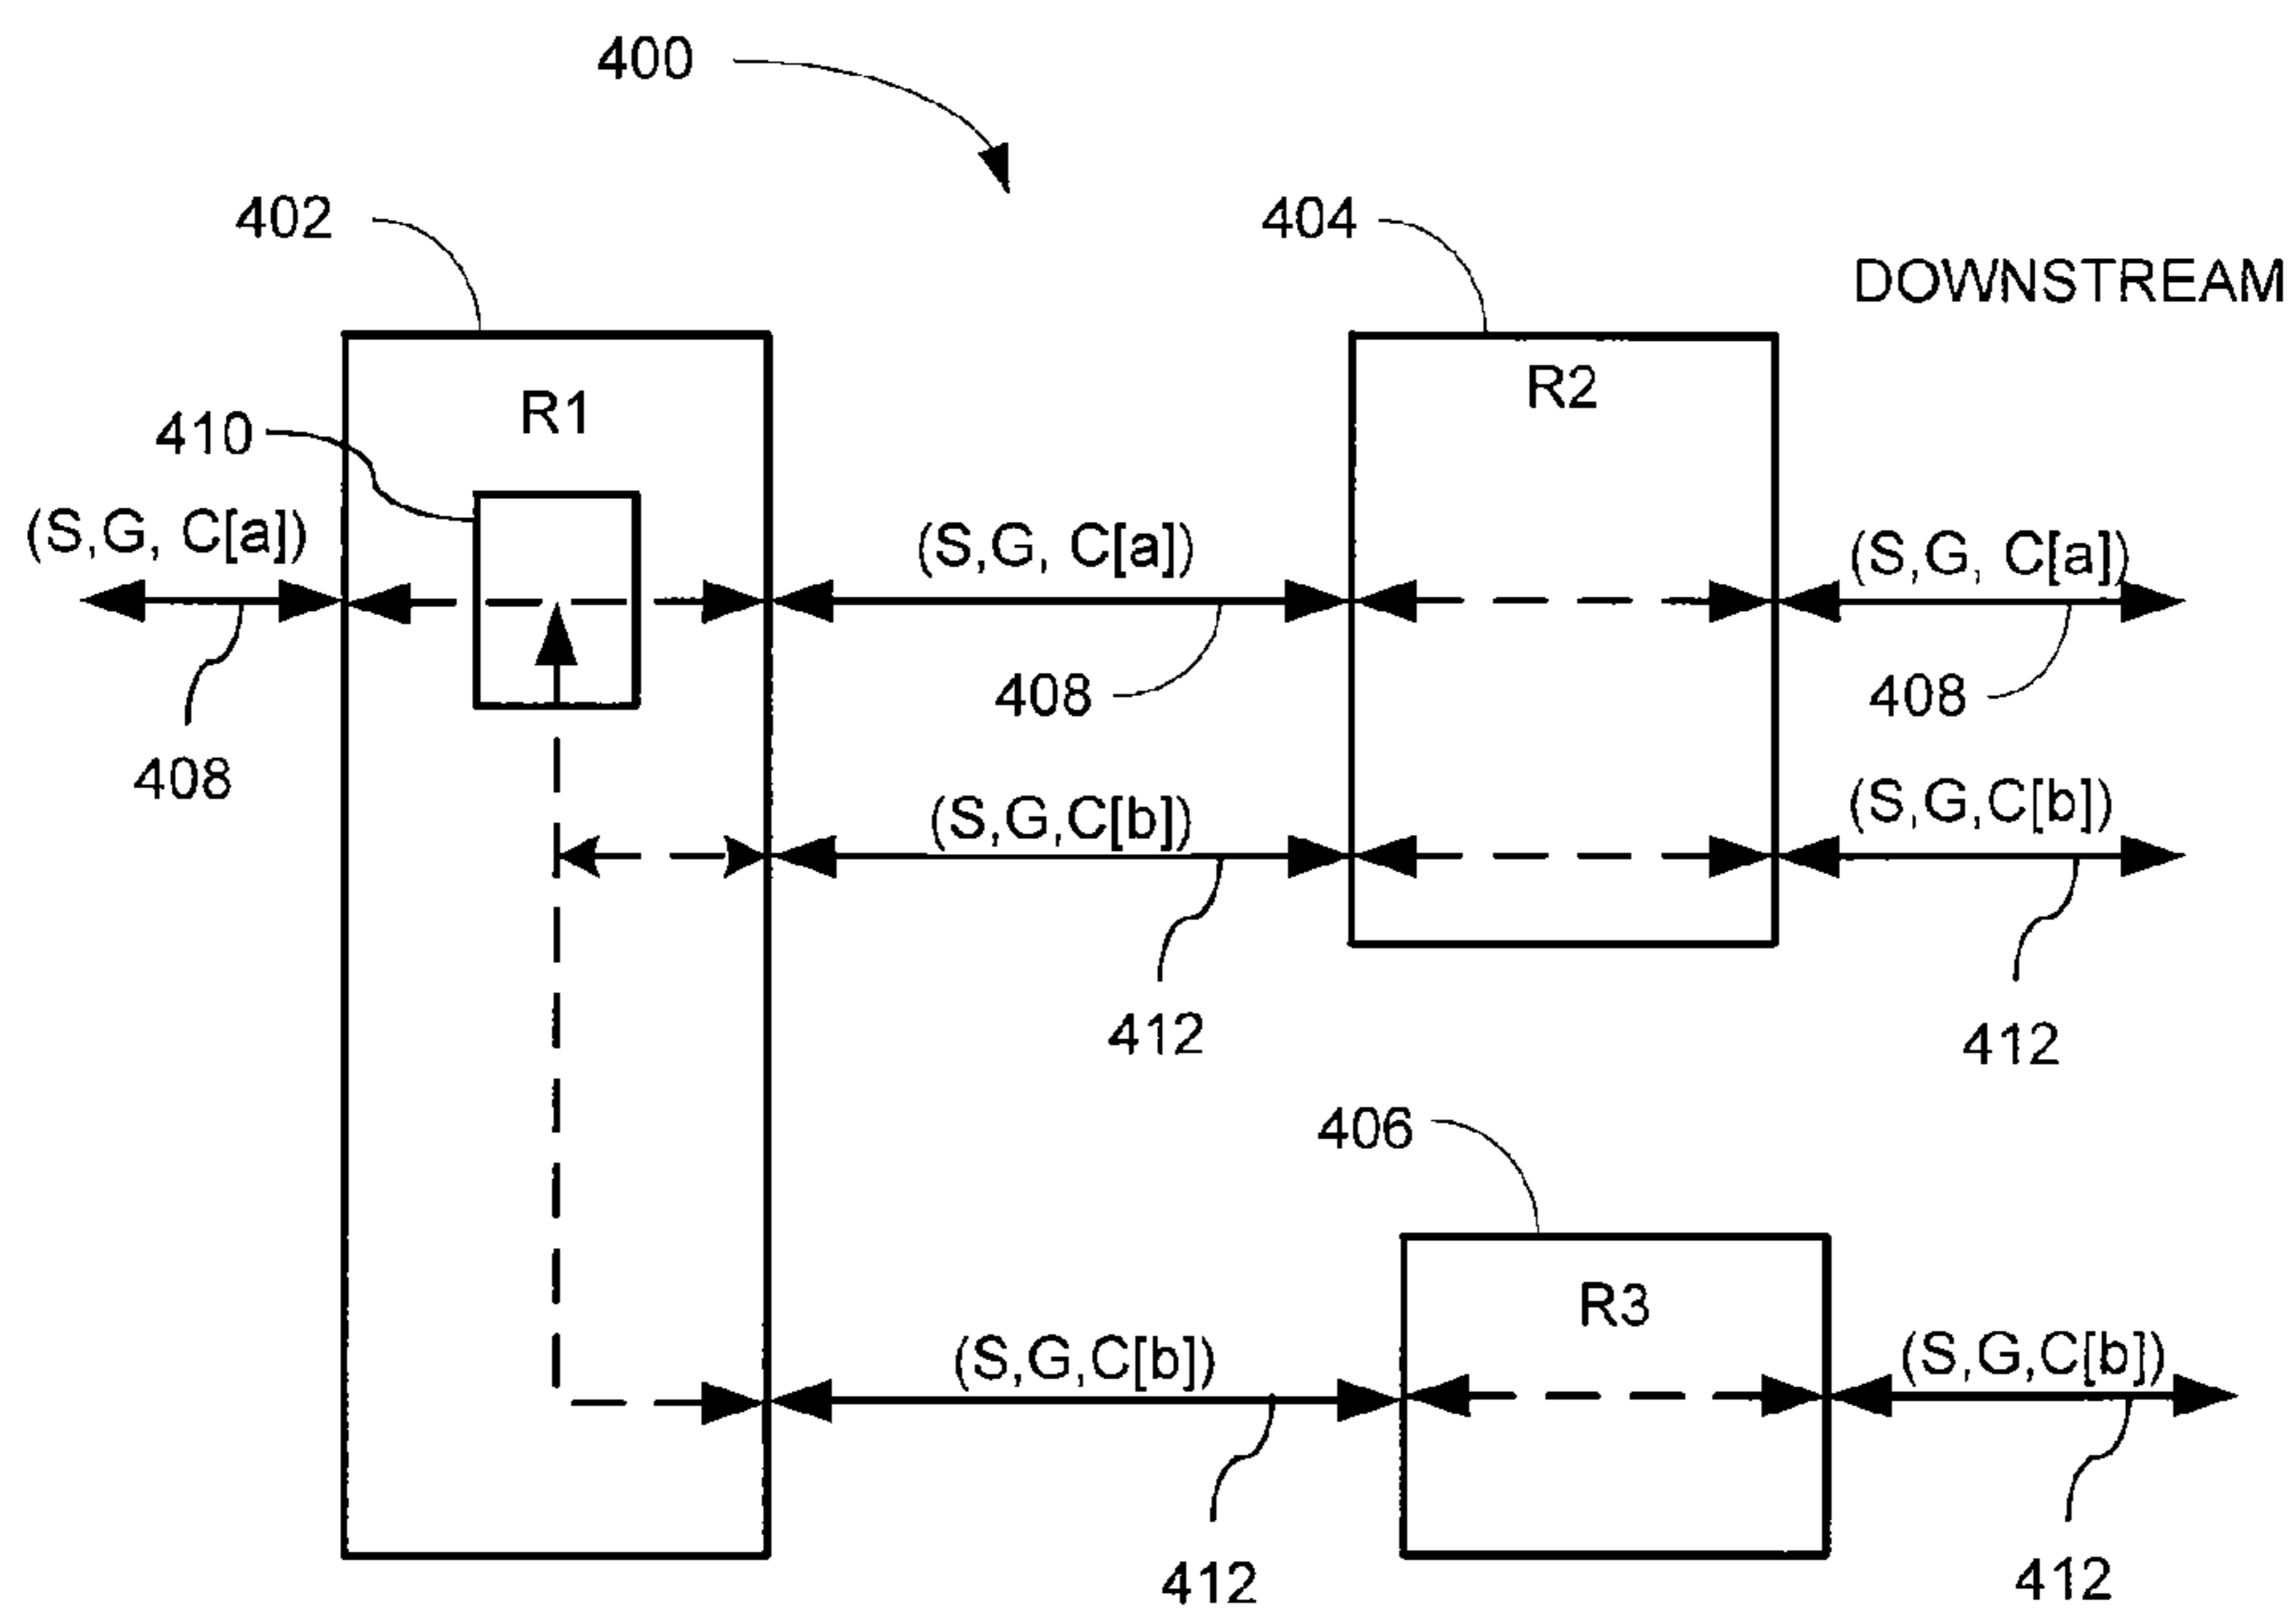 400
402
404
DOWNSTREAM
R1
R2
410
(S,G, C[a])
(S,G, C[a])
(S,G, C[a])
408
408
408
(S,G,C[b])
(S,G,C[b])
412
412
406
R3
(S,G,C[b])
(S,G,C[b])
412
412